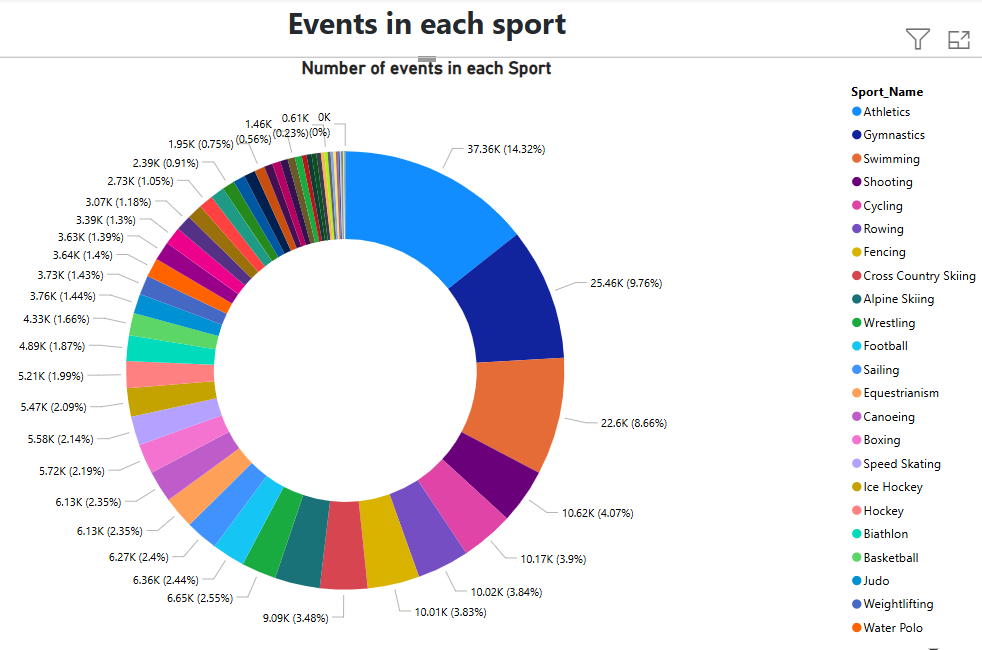 Events in each sport
Number of events in each Sport
37.36K (14.32%)
25.46K (9.76%)
22.6K (8.66%)
10.62K (4.07%)
10.17K (3.9%)
10.02K (3.84%)
10.01K (3.83%)
9.09K (3.48%)
6.65K (2.55%)
6.36K (2.44%)
6.27K (2.4%)
6.13K (2.35%)
6.13K (2.35%)
5.72K (2.19%)
5.58K (2.14%)
5.47K (2.09%)
5.21K (1.99%)
4.89K (1.87%)
4.33K (1.66%)
3.76K (1.44%)
3.73K (1.43%)
3.64K (1.4%)
3.63K (1.39%)
3.39K (1.3%)
3.07K (1.18%)
2.73K (1.05%)
2.39K (0.91%)
1.95K (0.75%)
1.46K
(0.56%)
0.61K
(0.23%)
0K
(0%)
Sport_Name
Athletics
Gymnastics
Swimming
Shooting
Cycling
Rowing
Fencing
Cross Country Skiing
Alpine Skiing
Wrestling
Football
Sailing
Equestrianism
Canoeing
Boxing
Speed Skating
Ice Hockey
Hockey
Biathlon
Basketball
Judo
Weightlifting
Water Polo